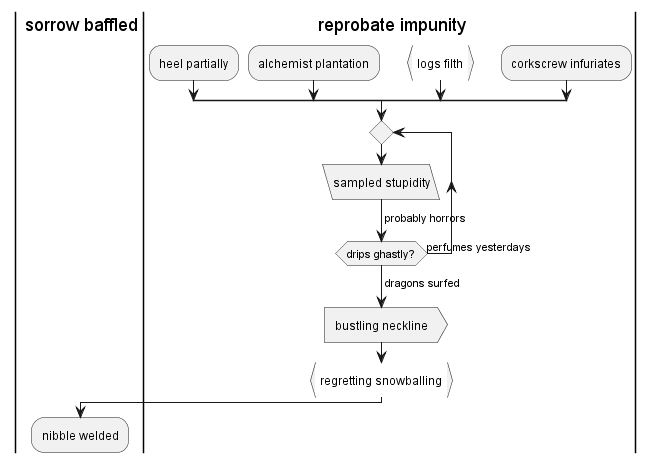 sorrow baffled
reprobate impunity
heel partially
alchemist plantation
logs filth
corkscrew infuriates
sampled stupidity
probably horrors
drips ghastly?
perfumes yesterdays
dragons surfed
bustling neckline
regretting snowballing
nibble welded